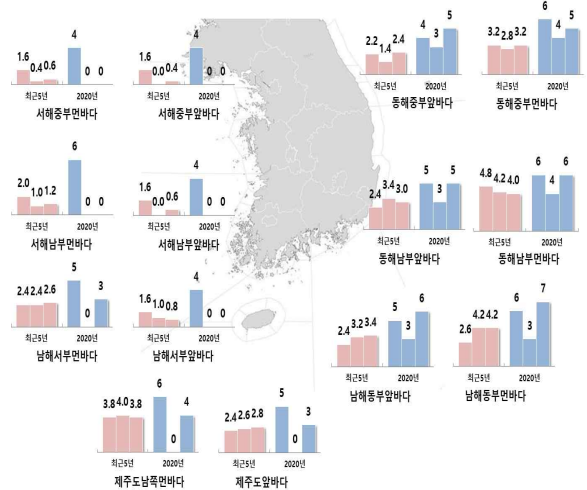 1.6 0.4 0.6 4 0 0
최근5년 2020년
서해중부먼바다
1.6 0.0 0.4 4 0 0
최근5년 2020년
서해중부앞바다
2.2 1.4 2.4 4 3 5
최근5년 2020년
동해중부앞바다
3.2 2.8 3.2 6 4 5
최근5년 2020년
동해중부먼바다
2.0 1.0 1.2 6 0 0
최근5년 2020년
서해남부먼바다
1.6 0.0 0.6 4 0 0
최근5년 2020년
서해남부앞바다
2.4 3.4 3.0 5 3 5
최근5년 2020년
동해남부앞바다
4.8 4.2 4.0 6 4 6
최근5년 2020년
동해남부먼바다
2.4 2.4 2.6 5 0 3
최근5년 2020년
남해서부먼바다
1.6 1.0 0.8 4 0 0
최근5년 2020년
남해서부앞바다
2.4 3.2 3.4 5 3 6
최근5년 2020년
남해동부앞바다
2.6 4.2 4.2 6 3 7
최근5년 2020년
남해동부먼바다
3.8 4.0 3.8 6 0 4
최근5년 2020년
제주도남쪽먼바다
2.4 2.6 2.8 5 0 3
최근5년 2020년
제주도앞바다